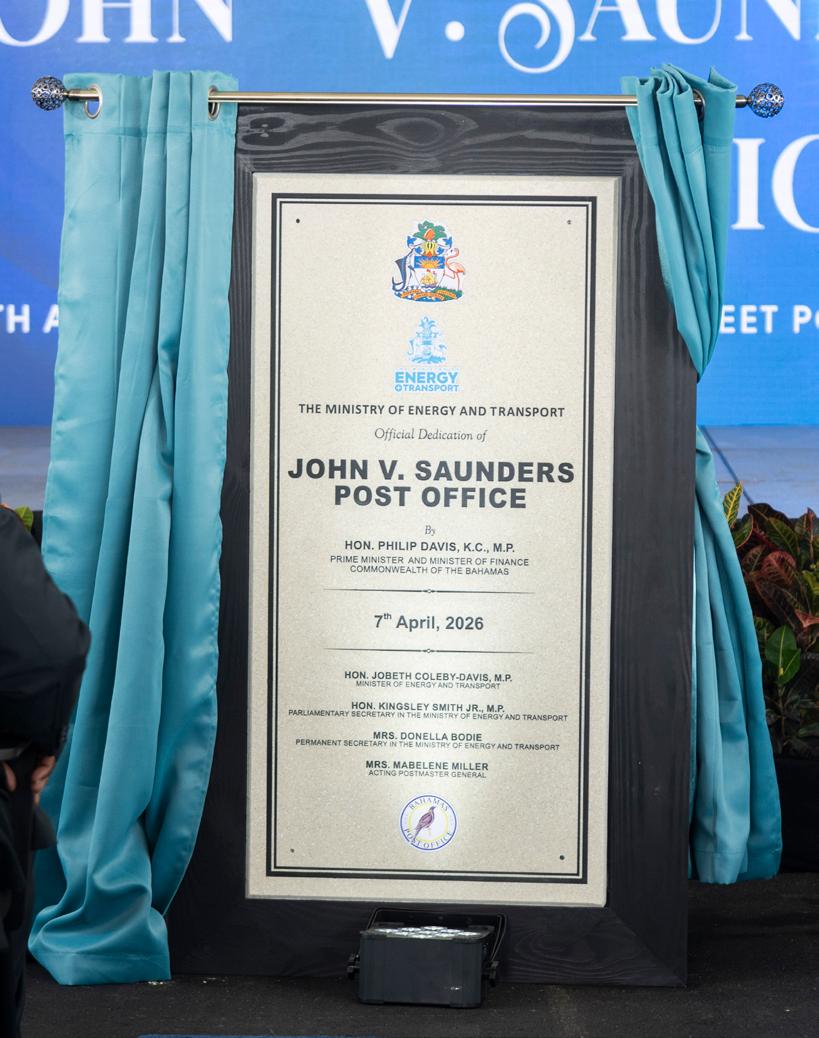 OHN V. SAUN
IC
TH A
EET PO
ENERGY
& TRANSPORT
THE MINISTRY OF ENERGY AND TRANSPORT
Official Dedication of
JOHN V. SAUNDERS
POST OFFICE
By
HON. PHILIP DAVIS, K.C., M.P.
PRIME MINISTER AND MINISTER OF FINANCE
COMMONWEALTH OF THE BAHAMAS
7th April, 2026
HON. JOBETH COLEBY-DAVIS, M.P.
MINISTER OF ENERGY AND TRANSPORT
HON. KINGSLEY SMITH JR., M.P.
PARLIAMENTARY SECRETARY IN THE MINISTRY OF ENERGY AND TRANSPORT
MRS. DONELLA BODIE
PERMANENT SECRETARY IN THE MINISTRY OF ENERGY AND TRANSPORT
MRS. MABELENE MILLER
ACTING POSTMASTER GENERAL
BAHAMAS
POST OFFICE